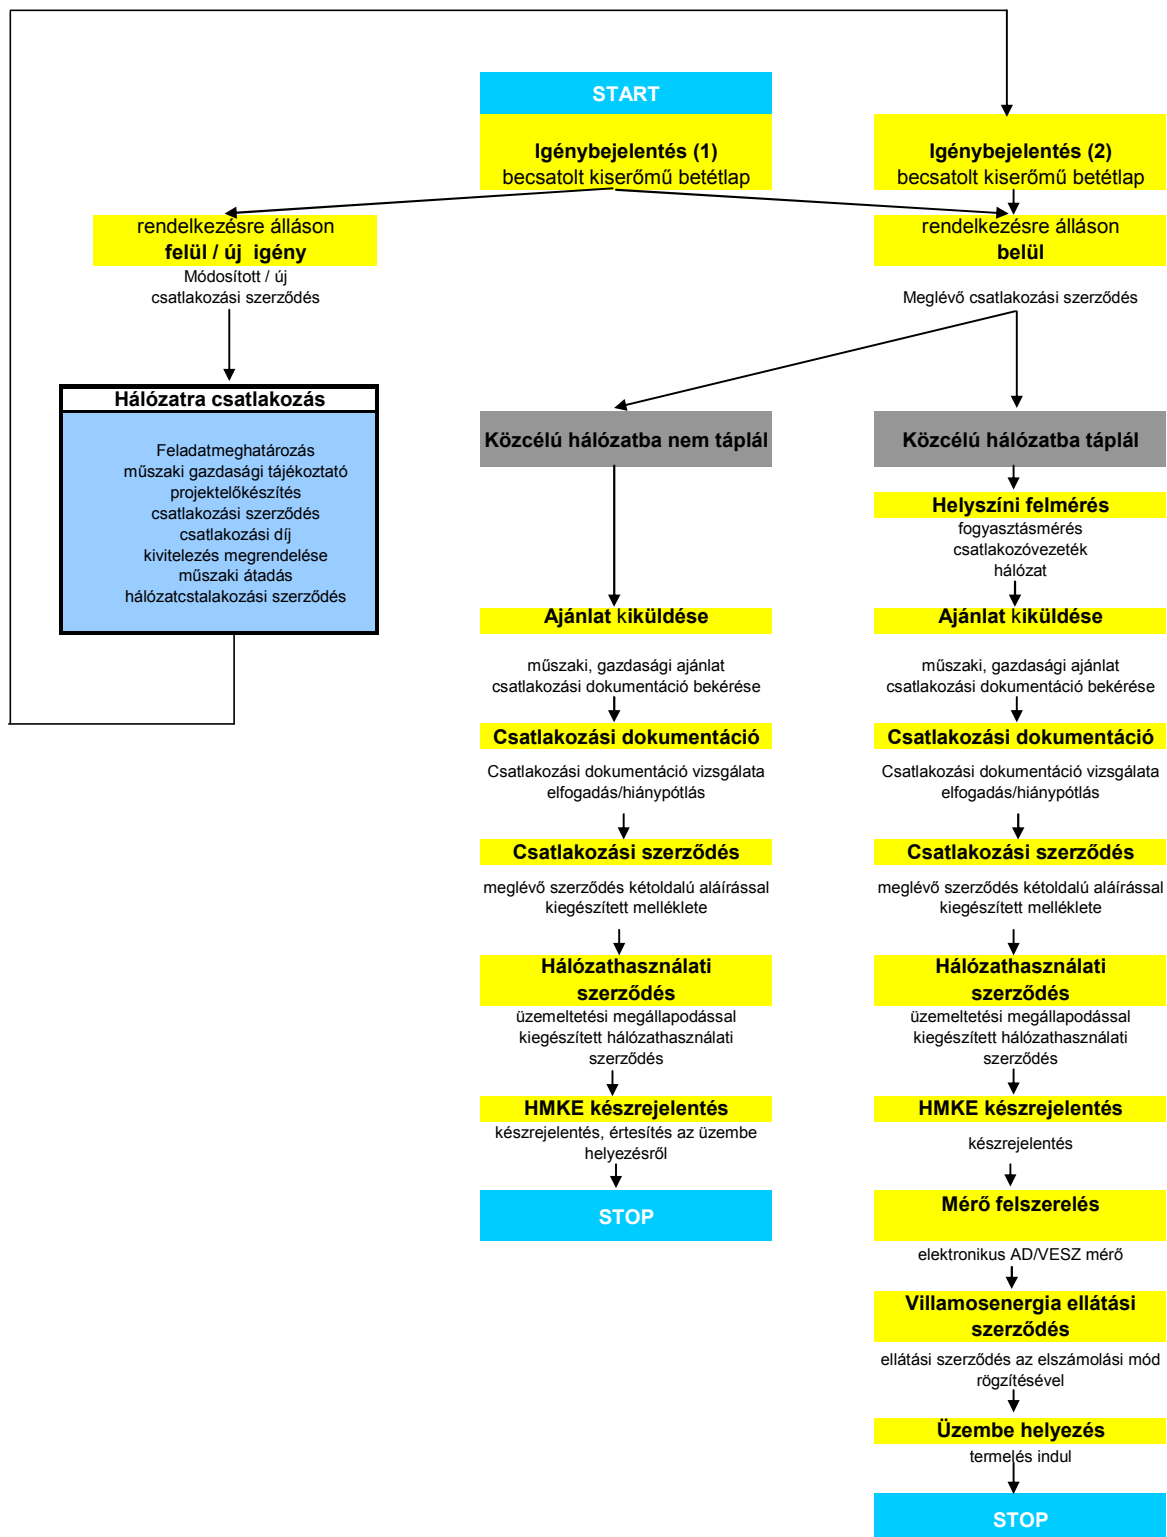 START
Igénybejelentés (1)
becsatolt kiserőmű betétlap
Igénybejelentés (2)
becsatolt kiserőmű betétlap
rendelkezésre álláson
felül / új igény
Módosított / új
csatlakozási szerződés
rendelkezésre álláson
belül
Meglévő csatlakozási szerződés
Hálózatra csatlakozás
Feladatmeghatározás
műszaki gazdasági tájékoztató
projektelőkészítés
csatlakozási szerződés
csatlakozási díj
kivitelezés megrendelése
műszaki átadás
hálózatcstalakozási szerződés
Közcélú hálózatba nem táplál
Ajánlat kiküldése
műszaki, gazdasági ajánlat
csatlakozási dokumentáció bekérése
Csatlakozási dokumentáció
Csatlakozási dokumentáció vizsgálata
elfogadás/hiánypótlás
Csatlakozási szerződés
meglévő szerződés kétoldalú aláírással
kiegészített melléklete
Hálózathasználati
szerződés
üzemeltetési megállapodással
kiegészített hálózathasználati
szerződés
HMKE készrejelentés
készrejelentés, értesítés az üzembe
helyezésről
STOP
Közcélú hálózatba táplál
Helyszíni felmérés
fogyasztásmérés
csatlakozóvezeték
hálózat
Ajánlat kiküldése
műszaki, gazdasági ajánlat
csatlakozási dokumentáció bekérése
Csatlakozási dokumentáció
Csatlakozási dokumentáció vizsgálata
elfogadás/hiánypótlás
Csatlakozási szerződés
meglévő szerződés kétoldalú aláírással
kiegészített melléklete
Hálózathasználati
szerződés
üzemeltetési megállapodással
kiegészített hálózathasználati
szerződés
HMKE készrejelentés
készrejelentés
Mérő felszerelés
elektronikus AD/VESZ mérő
Villamosenergia ellátási
szerződés
ellátási szerződés az elszámolási mód
rögzítésével
Üzembe helyezés
termelés indul
STOP